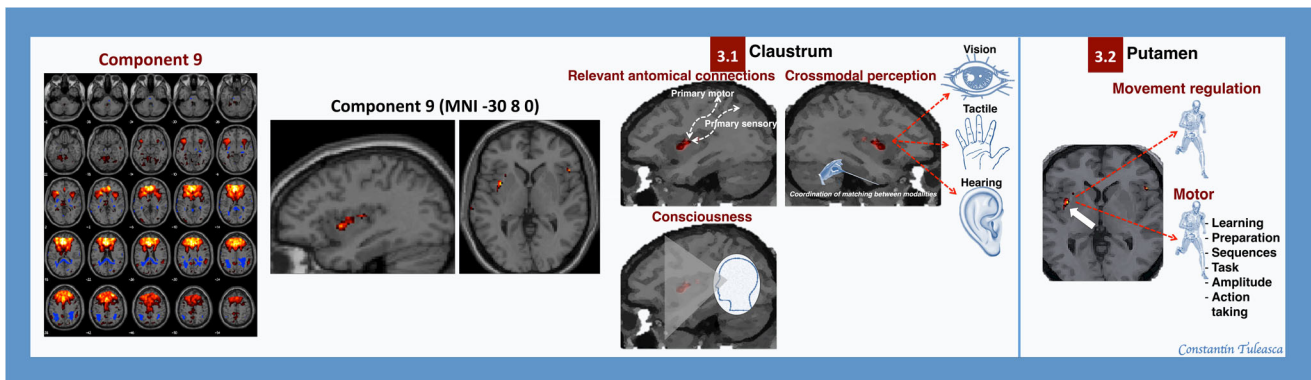 Component 9
Component 9 (MNI -30 8 0)
3.1 Claustrum
Relevant antomical connections
Primary motor
Primary sensory
Crossmodal perception
Coordination of matching between modalities
Vision
Tactile
Hearing
Consciousness
3.2 Putamen
Movement regulation
Motor
- Learning
- Preparation
- Sequences
- Task
- Amplitude
- Action
taking
Constantin Tuleasca